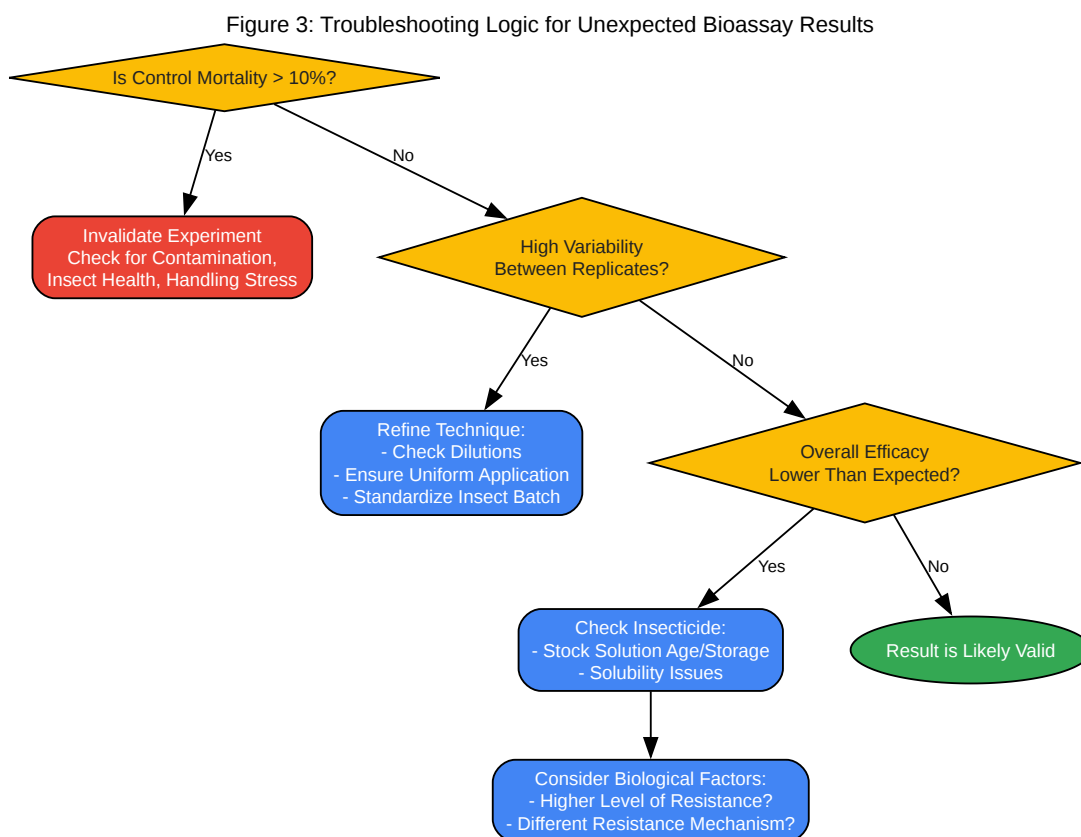 Figure 3: Troubleshooting Logic for Unexpected Bioassay Results
Is Control Mortality > 10%?
Yes
No
Invalidate Experiment
Check for Contamination,
Insect Health, Handling Stress
High Variability
Between Replicates?
Yes
No
Refine Technique:
- Check Dilutions
- Ensure Uniform Application
- Standardize Insect Batch
Overall Efficacy
Lower Than Expected?
Yes
No
Check Insecticide:
- Stock Solution Age/Storage
- Solubility Issues
Result is Likely Valid
Consider Biological Factors:
- Higher Level of Resistance?
- Different Resistance Mechanism?